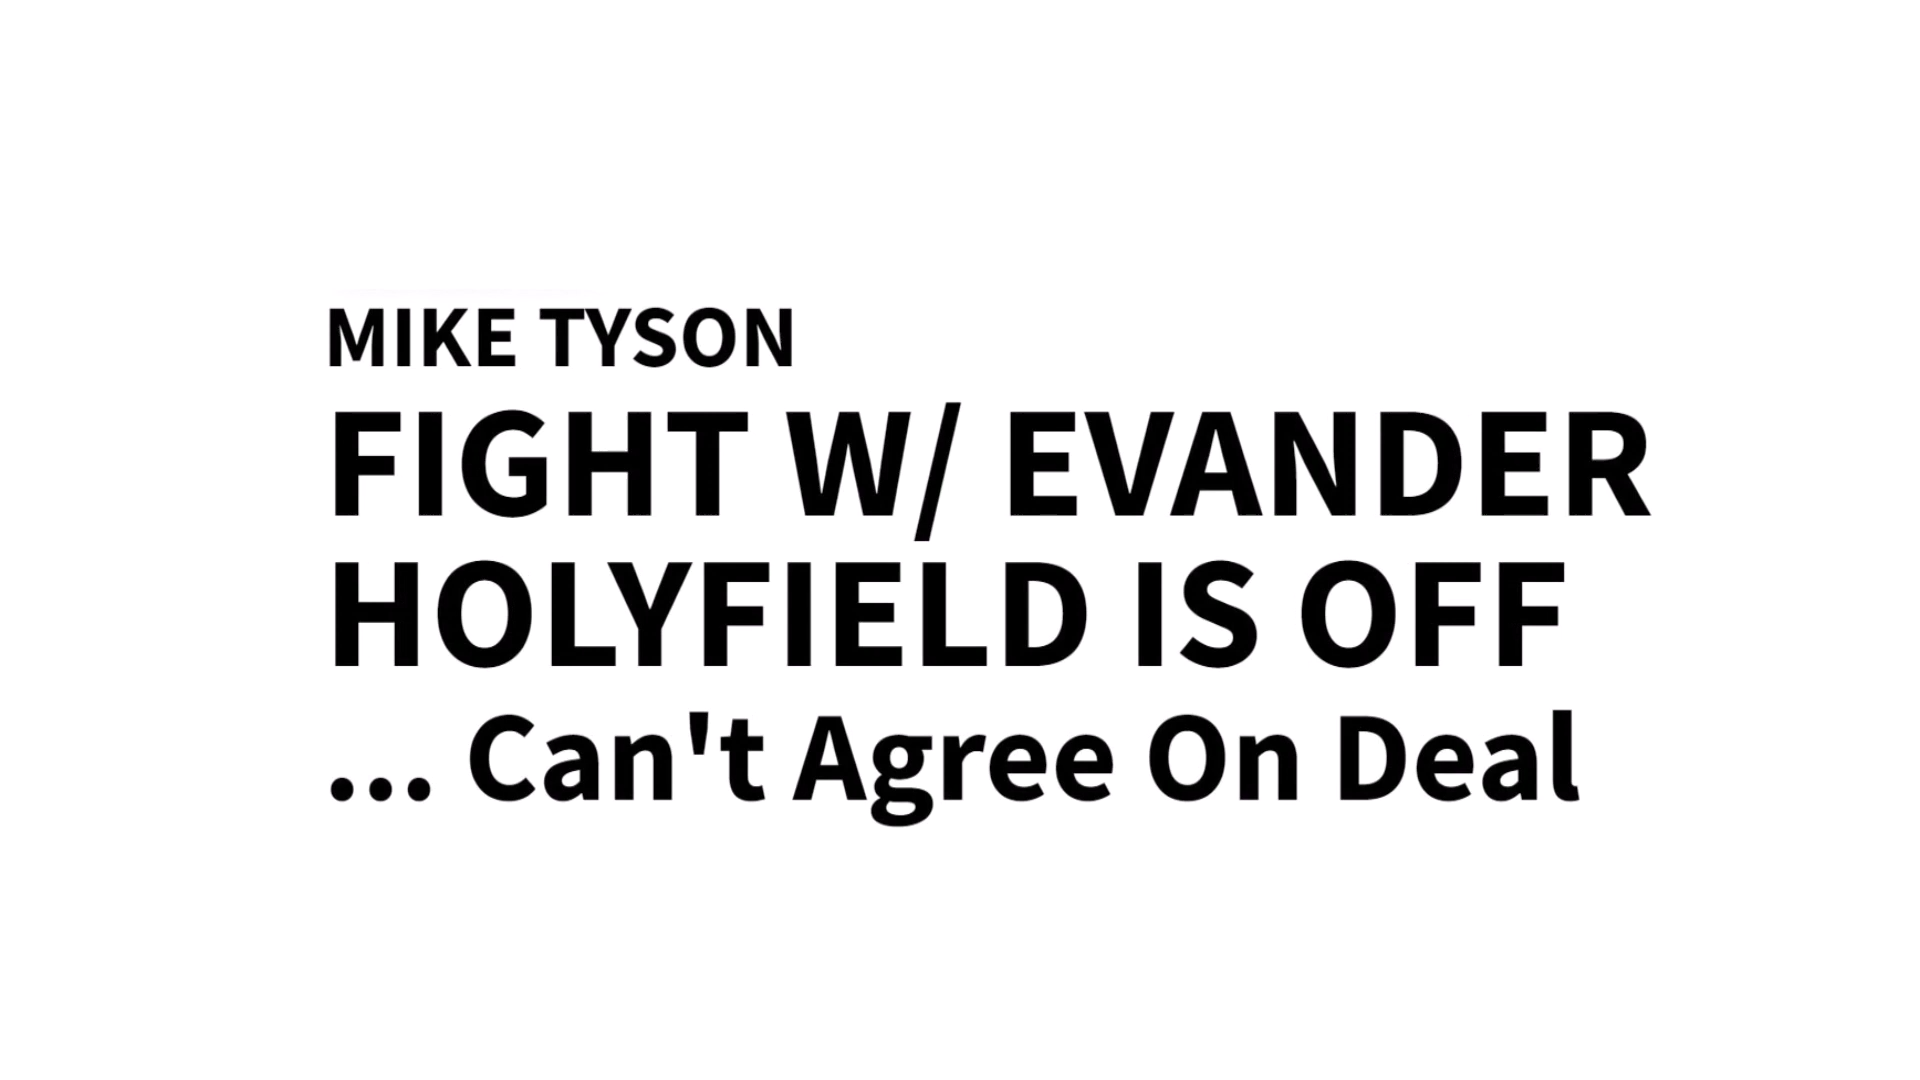 MIKE TYSON
FIGHT W/ EVANDER
HOLYFIELD IS OFF
... Can't Agree On Deal